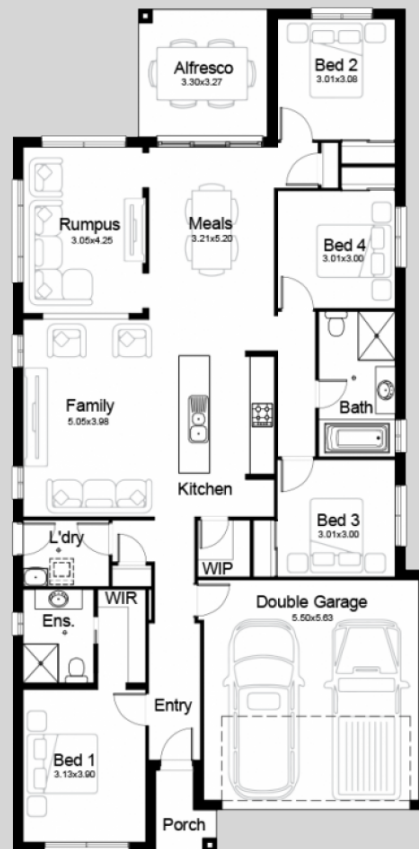 Alfresco
3.30x3.27
Bed 2
3.01x3.08
Rumpus
3.05x4.25
Meals
3.21x5.20
Bed 4
3.01x3.00
Family
5.05x3.98
Bath
Kitchen
Bed 3
3.01x3.00
L'dry
WIP
WIR
Ens.
Double Garage
5.50x5.63
Entry
Bed 1
3.13x3.90
Porch